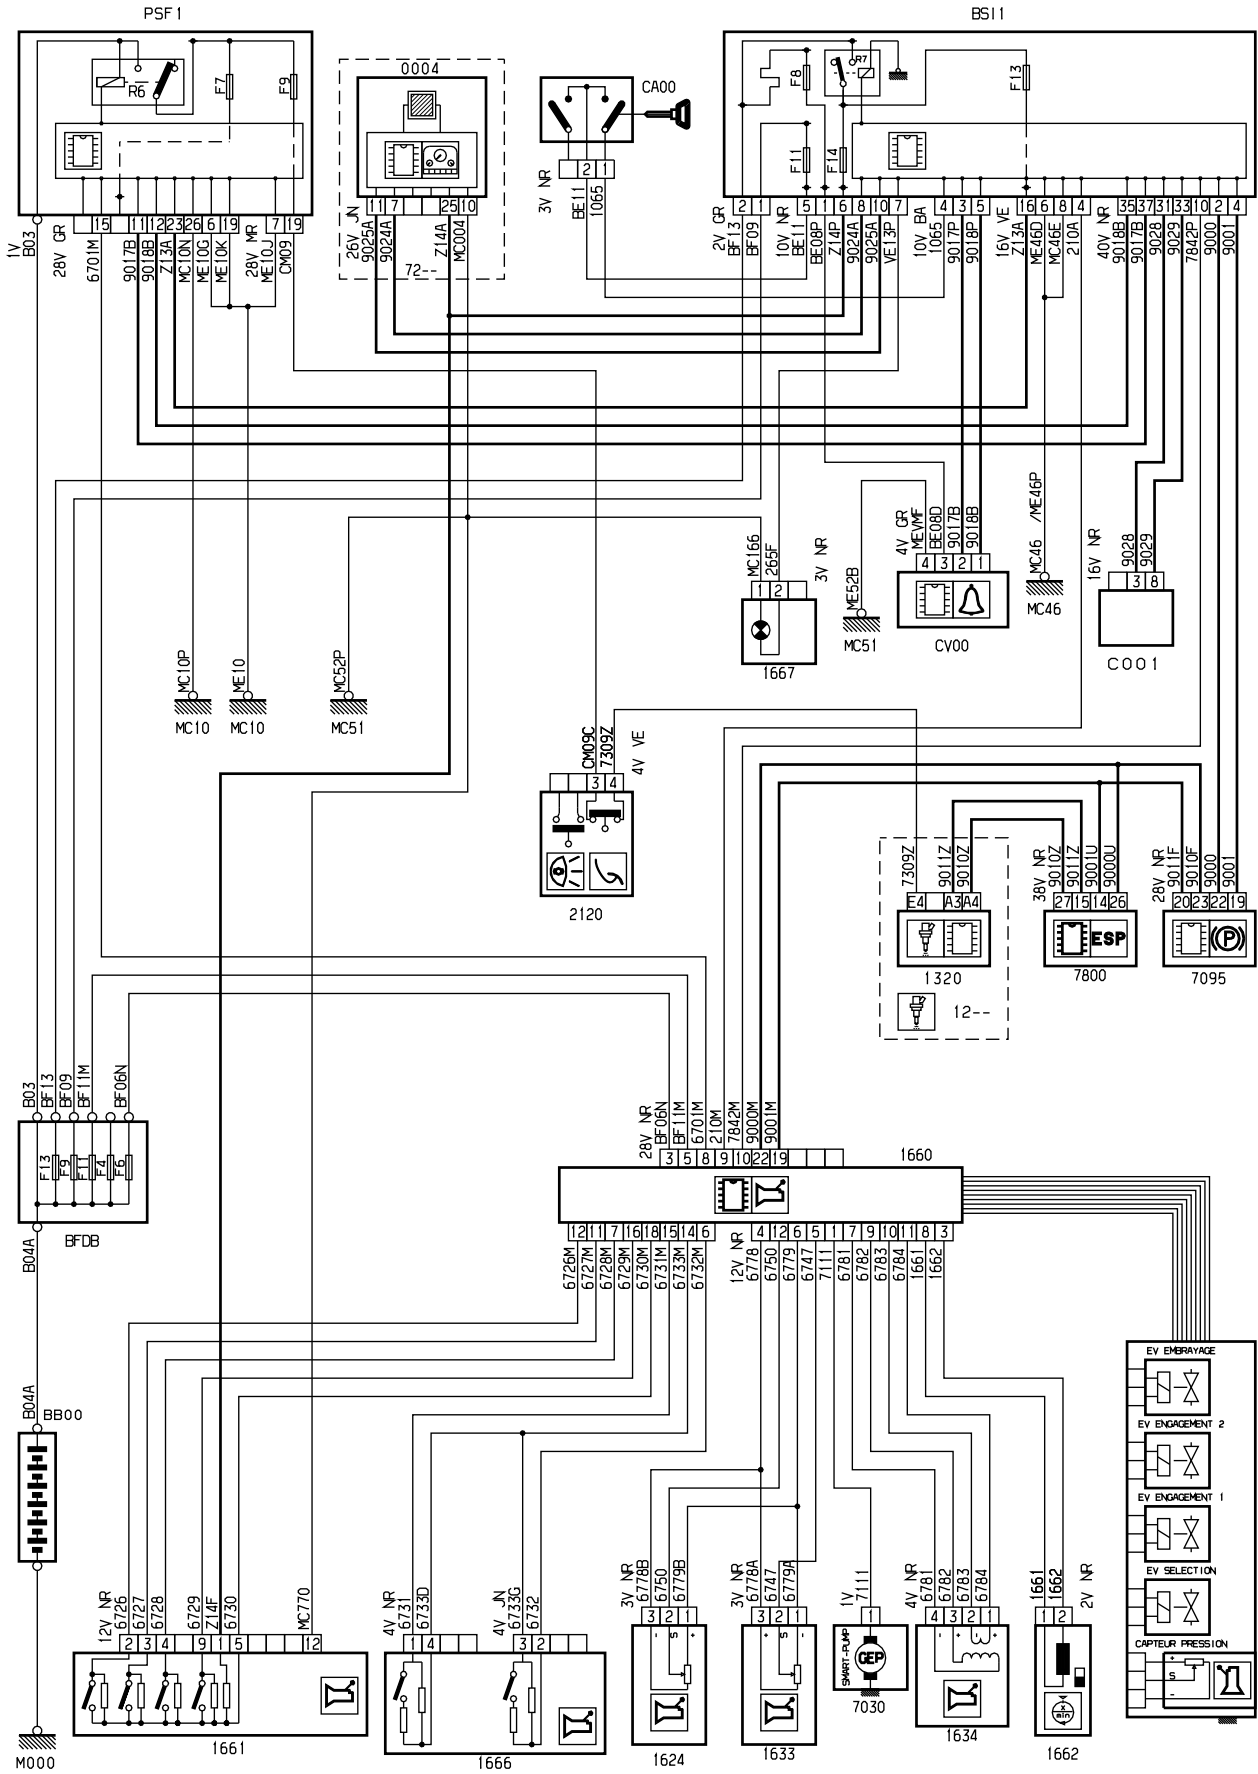 PSF1
BSI1
R6
F7
F9
0004
CA00
F8
R7
F13
F11
F14
1V
B03
28V GR
15
6701M
11
12
23
26
6
19
9017B
9018B
Z13A
MC10N
ME10G
ME10K
28V MR
7
19
ME10J
CM09
26V JN
11
7
25
10
9025A
9024A
Z14A
MC004
72--
3V NR
2
1
BE11
1065
2V GR
2
1
BF13
BF09
10V NR
5
1
6
8
10
7
BE11
BE08P
Z14P
9024A
9025A
VE13P
10V BA
4
3
5
1065
9017P
9018P
16V VE
16
6
8
4
Z13A
ME46D
MC46E
210A
40V NR
35
37
31
33
10
2
4
9018B
9017B
9028
9029
7842P
9000
9001
MC10P
MC10
ME10
MC10
MC52P
MC51
MC166
265F
3V NR
1
2
1667
ME52B
MC51
4V GR
MEVMF
BE08D
9017B
9018B
4
3
2
1
CV00
MC46 /ME46P
MC46
16V NR
9028
9029
3
8
C001
CM09C
7309Z
4V VE
3
4
2120
7309Z
9011Z
9010Z
E4
A3
A4
1320
12--
38V NR
9010Z
9011Z
9001U
9000U
27
15
14
26
ESP
7800
28V NR
9011F
9010F
9000
9001
20
23
22
19
P
7095
B03
BF13
BF09
BF11M
BF06N
F13
F9
F11
F4
F6
BFDB
B04A
B04A
BB00
M000
28V NR
BF06N
BF11M
6701M
210M
7842M
9000M
9001M
3
5
8
9
10
22
19
1660
12
11
7
16
18
15
14
6
6726M
6727M
6728M
6729M
6730M
6731M
6733M
6732M
12V NR
4
12
6
5
1
7
9
10
11
8
3
6778
6750
6779
6747
7111
6781
6782
6783
6784
1661
1662
EV EMBRAYAGE
EV ENGAGEMENT 2
EV ENGAGEMENT 1
EV SELECTION
CAPTEUR PRESSION
+
S
-
12V NR
6726
6727
6728
6729
Z14F
6730
MC770
2
3
4
9
1
5
12
1661
4V NR
6731
6733D
1
4
4V JN
6733G
6732
3
2
1666
3V NR
6778B
6750
6779B
3
2
1
-
S
+
1624
3V NR
6778A
6747
6779A
3
2
1
+
S
-
1633
1V
7111
1
SMART-PUMP
GEP
7030
4V NR
6781
6782
6783
6784
4
3
2
1
-
+
-
+
1634
1661
1662
2V NR
1
2
x
min
1662